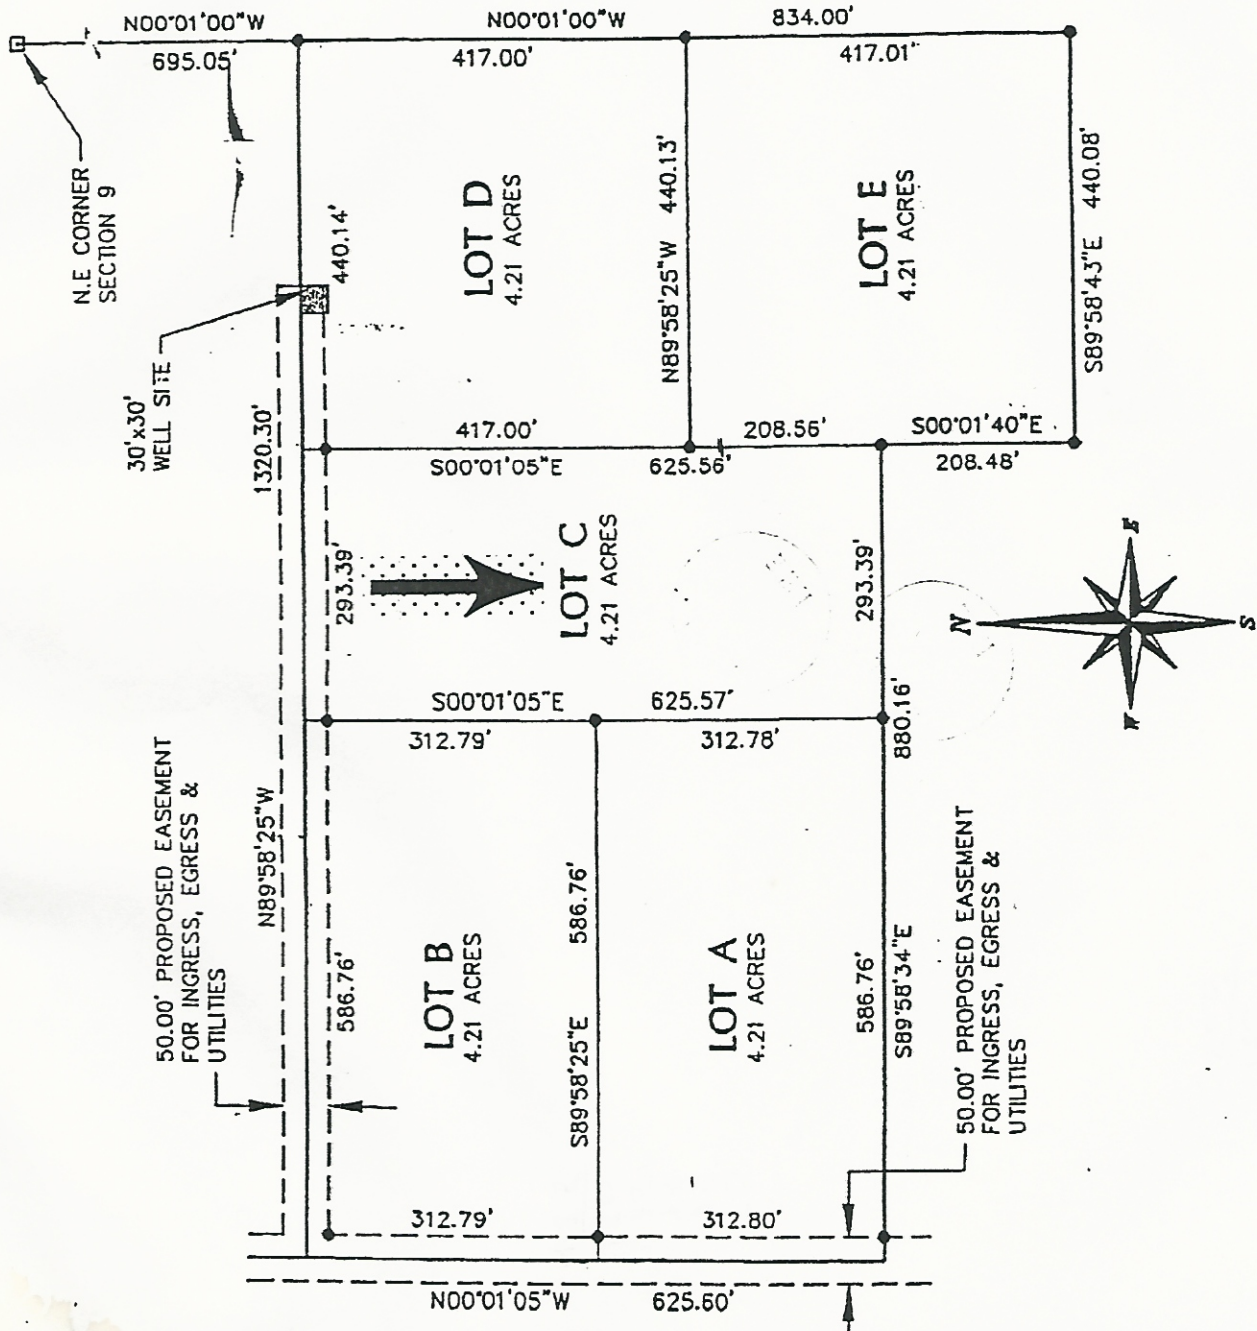 N00°01'00"W
695.05'
N00°01'00"W
417.00'
834.00'
417.01'
N.E CORNER
SECTION 9
30'x30'
WELL SITE
440.14'
LOT D
4.21 ACRES
N89°58'25"W 440.13'
LOT E
4.21 ACRES
S89°58'43"E 440.08'
1320.30'
417.00'
S00°01'05"E
625.56'
208.56'
S00°01'40"E
208.48'
293.39'
LOT C
4.21 ACRES
293.39'
N
E
S
W
S00°01'05"E
625.57'
312.79'
312.78'
880.16'
50.00' PROPOSED EASEMENT
FOR INGRESS, EGRESS &
UTILITIES
N89°58'25"W
586.76'
LOT B
4.21 ACRES
S89°58'25"E 586.76'
LOT A
4.21 ACRES
586.76'
S89°58'34"E
50.00' PROPOSED EASEMENT
FOR INGRESS, EGRESS &
UTILITIES
312.79'
312.80'
N00°01'05"W 625.60'